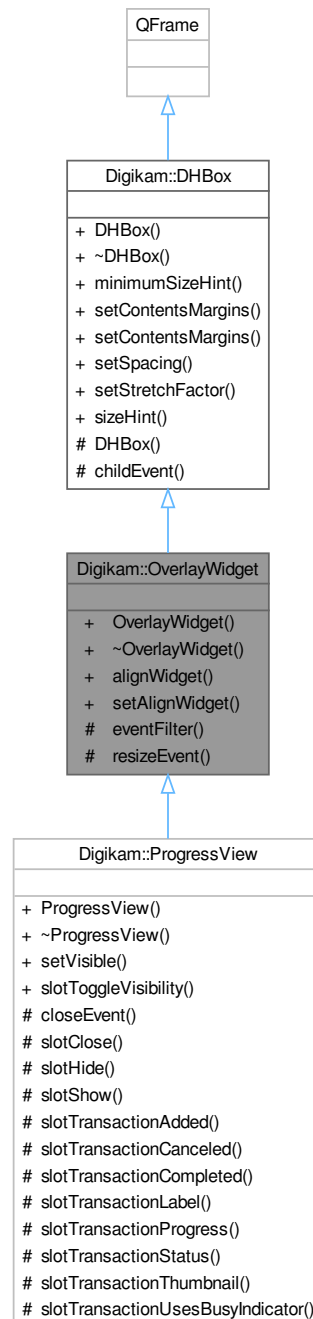 QFrame
Digikam::DHBox
+ DHBox()
+ ~DHBox()
+ minimumSizeHint()
+ setContentsMargins()
+ setContentsMargins()
+ setSpacing()
+ setStretchFactor()
+ sizeHint()
# DHBox()
# childEvent()
Digikam::OverlayWidget
+ OverlayWidget()
+ ~OverlayWidget()
+ alignWidget()
+ setAlignWidget()
# eventFilter()
# resizeEvent()
Digikam::ProgressView
+ ProgressView()
+ ~ProgressView()
+ setVisible()
+ slotToggleVisibility()
# closeEvent()
# slotClose()
# slotHide()
# slotShow()
# slotTransactionAdded()
# slotTransactionCanceled()
# slotTransactionCompleted()
# slotTransactionLabel()
# slotTransactionProgress()
# slotTransactionStatus()
# slotTransactionThumbnail()
# slotTransactionUsesBusyIndicator()